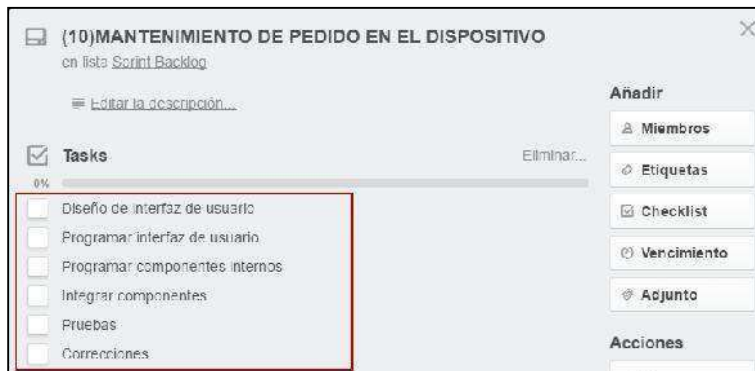 (10)MANTENIMIENTO DE PEDIDO EN EL DISPOSITIVO
en lista Sprint Backlog
Editar la descripción...
Tasks
Eliminar...
0%
Diseño de interfaz de usuario
Programar interfaz de usuario
Programar componentes internos
Integrar componentes
Pruebas
Correcciones
Añadir
Miembros
Etiquetas
Checklist
Vencimiento
Adjunto
Acciones